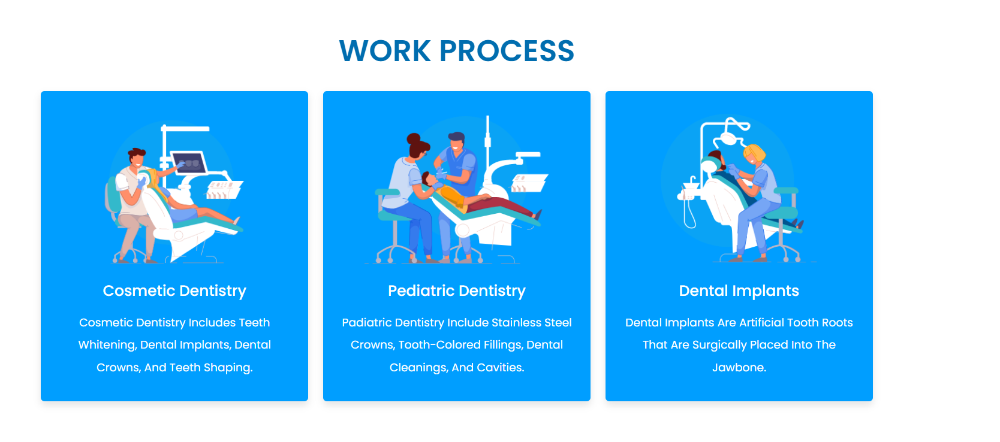 WORK PROCESS
Cosmetic Dentistry
Cosmetic Dentistry Includes Teeth
Whitening, Dental Implants, Dental
Crowns, And Teeth Shaping.
Pediatric Dentistry
Padiatric Dentistry Include Stainless Steel
Crowns, Tooth-Colored Fillings, Dental
Cleanings, And Cavities.
Dental Implants
Dental Implants Are Artificial Tooth Roots
That Are Surgically Placed Into The
Jawbone.